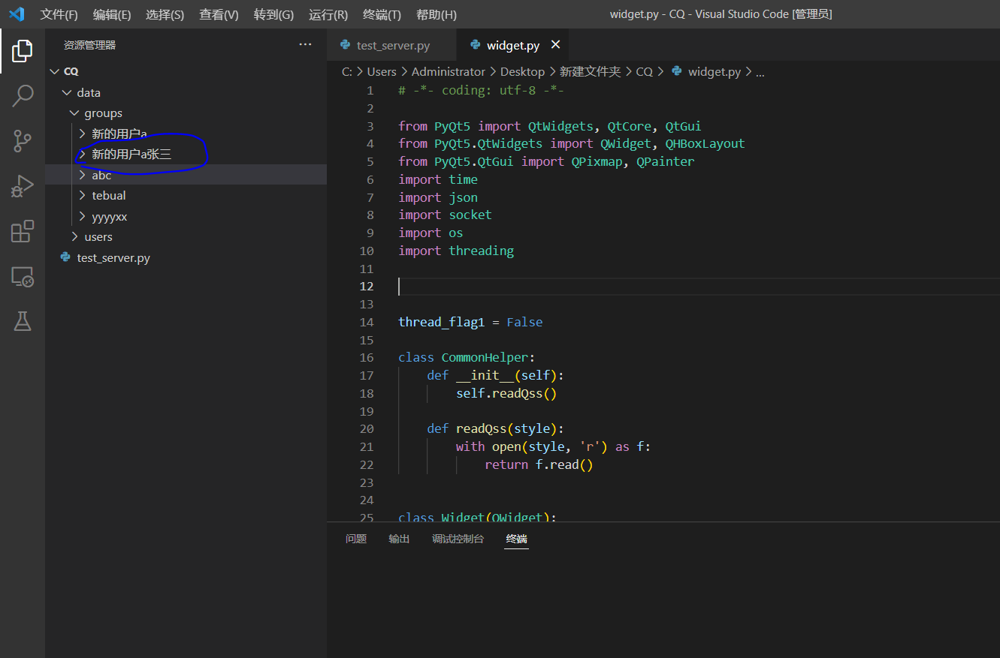 文件(F) 编辑(E) 选择(S) 查看(V) 转到(G) 运行(R) 终端(T) 帮助(H) widget.py - CQ - Visual Studio Code [管理员]
资源管理器 ...
CQ
data
groups
新的用户a
新的用户a张三
abc
tebual
yyyyxx
users
test_server.py
test_server.py widget.py
C: > Users > Administrator > Desktop > 新建文件夹 > CQ > widget.py > ...
1 # -*- coding: utf-8 -*-
2
3 from PyQt5 import QtWidgets, QtCore, QtGui
4 from PyQt5.QtWidgets import QWidget, QHBoxLayout
5 from PyQt5.QtGui import QPixmap, QPainter
6 import time
7 import json
8 import socket
9 import os
10 import threading
11
12
13
14 thread_flag1 = False
15
16 class CommonHelper:
17 def __init__(self):
18 self.readQss()
19
20 def readQss(style):
21 with open(style, 'r') as f:
22 return f.read()
23
24
25 class Widget(QWidget):
问题 输出 调试控制台 终端